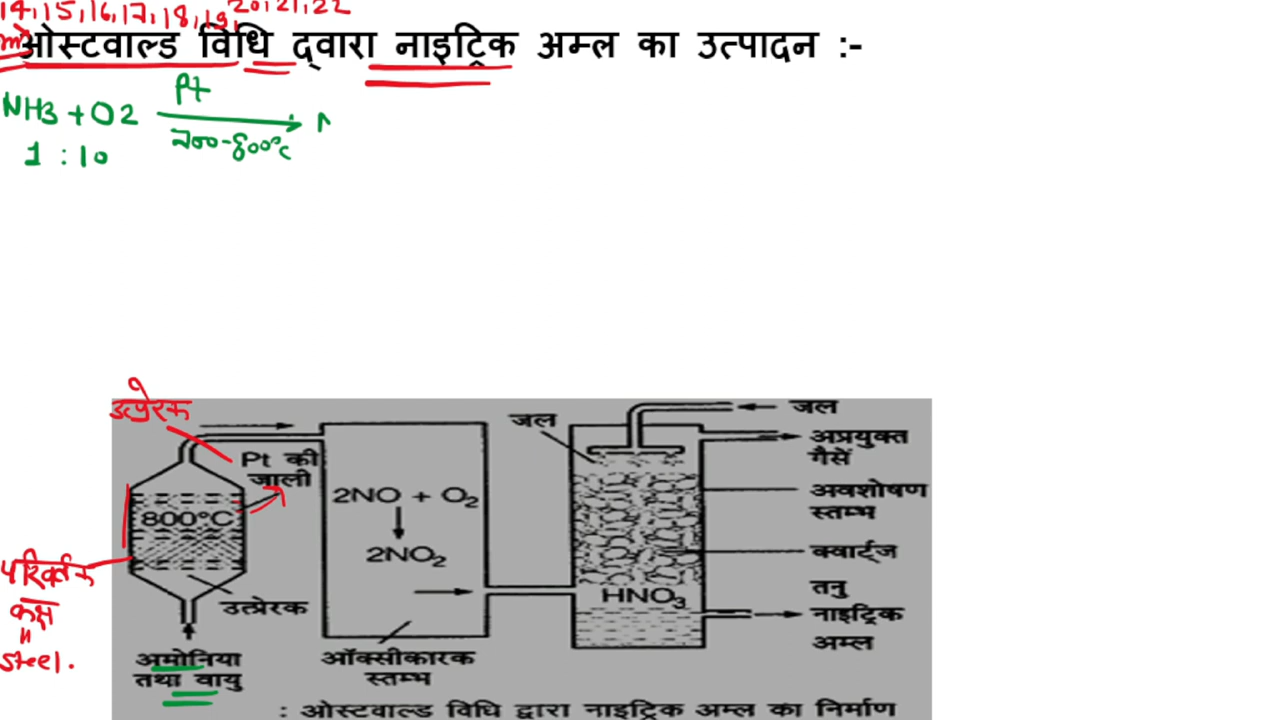 14,15,16,17,18,19,20,21,22
ओस्टवाल्ड विधि द्वारा नाइट्रिक अम्ल का उत्पादन :-
NH3 + O2 Pt
700-800°C
1 : 10
उत्प्रेरक
Pt की
जाली
800°C
उत्प्रेरक
अमोनिया
तथा वायु
परिवर्तक
कक्ष
"
steel.
2NO + O₂
2NO₂
ऑक्सीकारक
स्तम्भ
जल
जल
अप्रयुक्त
गैसें
अवशोषण
स्तम्भ
क्वार्ट्ज
HNO₃
तनु
नाइट्रिक
अम्ल
: ओस्टवाल्ड विधि द्वारा नाइट्रिक अम्ल का निर्माण